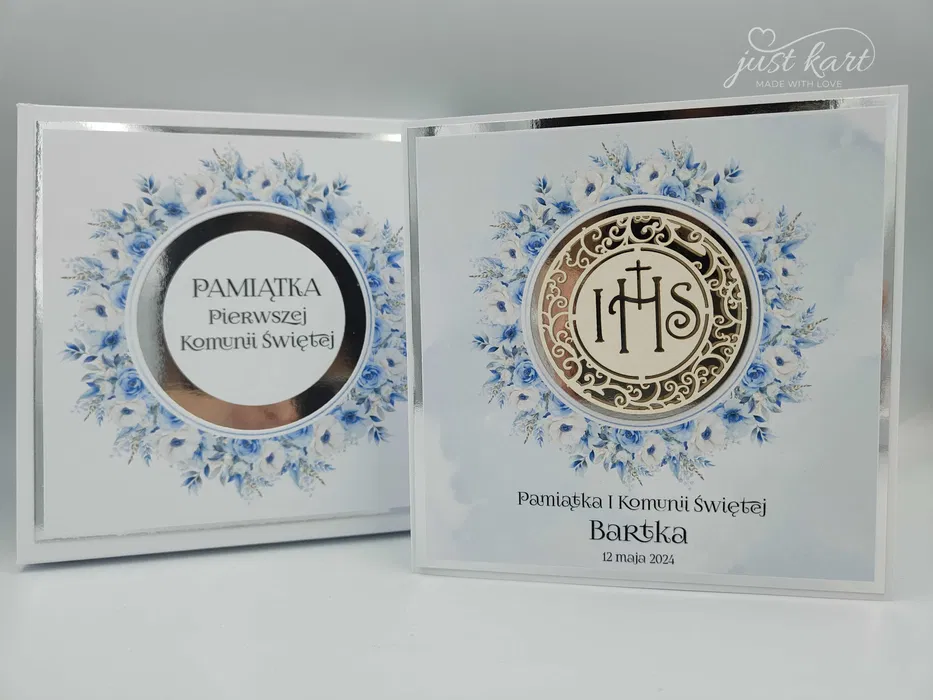 just kart
MADE WITH LOVE
PAMIĄTKA
Pierwszej
Komunii Świętej
IHS
Pamiątka I Komunii Świętej
Bartka
12 maja 2024